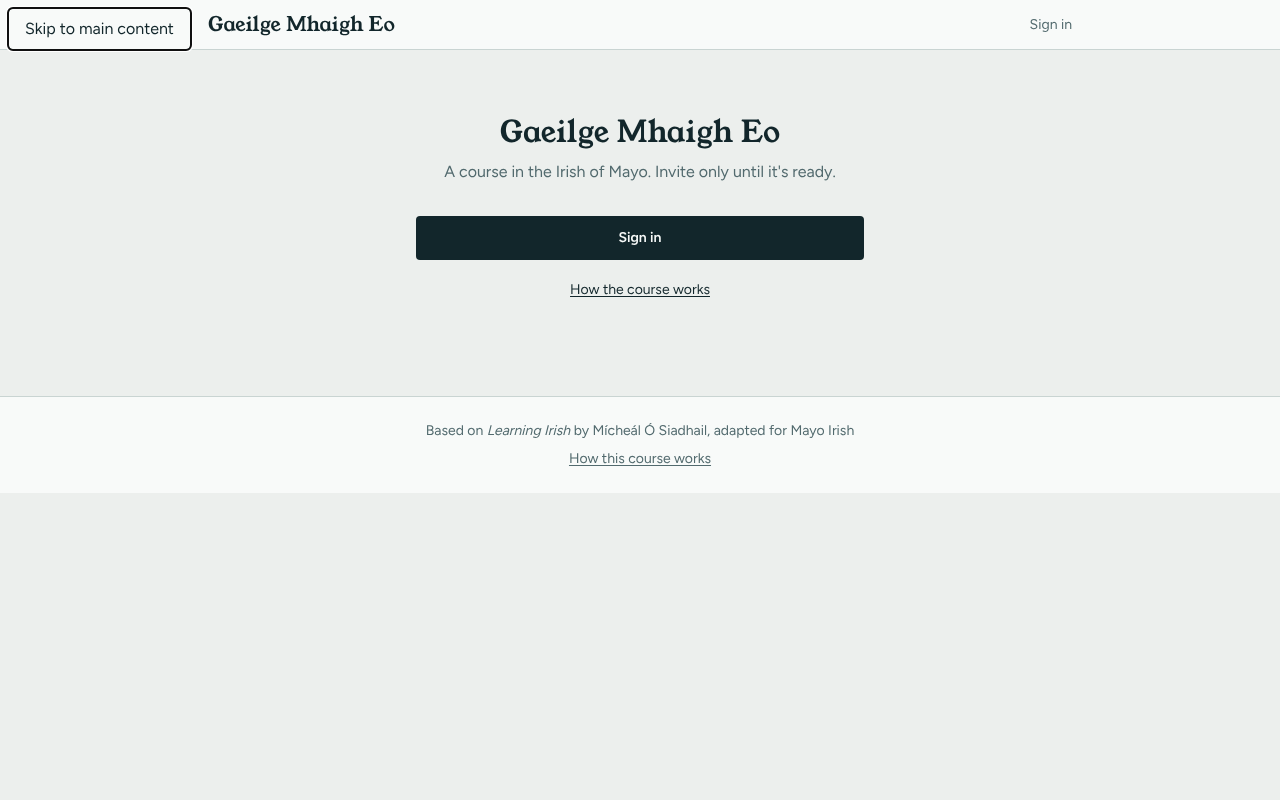 Skip to main content
Gaeilge Mhaigh Eo
Sign in
Gaeilge Mhaigh Eo
A course in the Irish of Mayo. Invite only until it's ready.
Sign in
How the course works
Based on Learning Irish by Mícheál Ó Siadhail, adapted for Mayo Irish
How this course works